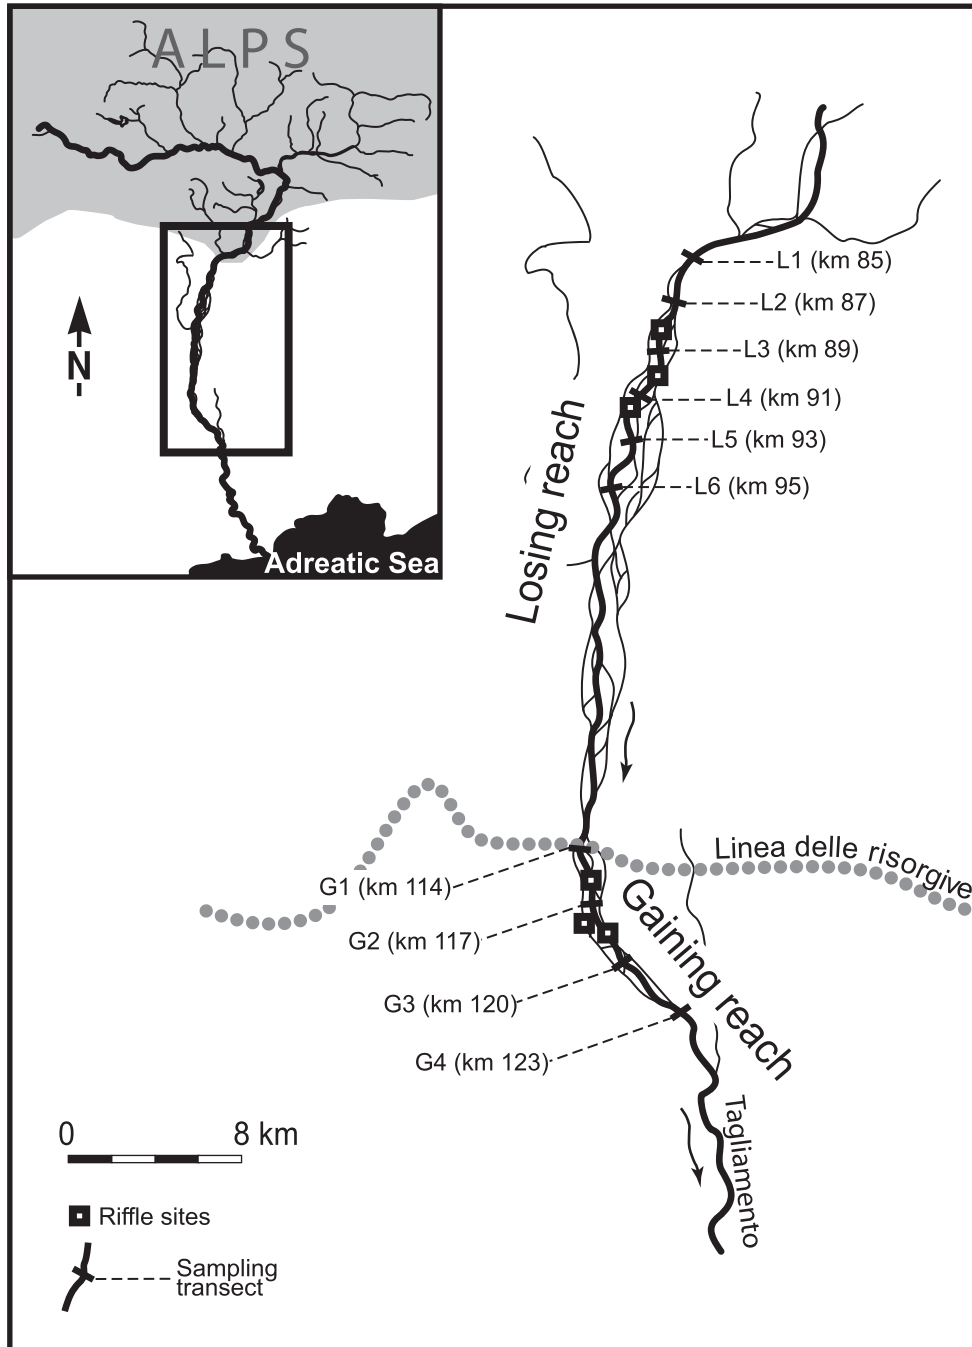 ALPS
N
Adreatic Sea
L1 (km 85)
L2 (km 87)
L3 (km 89)
L4 (km 91)
L5 (km 93)
L6 (km 95)
Losing reach
Linea delle risorgive
G1 (km 114)
G2 (km 117)
G3 (km 120)
G4 (km 123)
Gaining reach
Tagliamento
0 8 km
Riffle sites
Sampling
transect